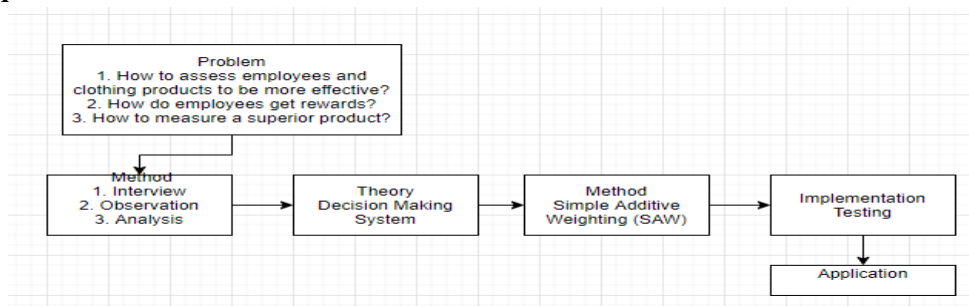 Problem
1. How to assess employees and
clothing products to be more effective?
2. How do employees get rewards?
3. How to measure a superior product?
Method
1. Interview
2. Observation
3. Analysis
Theory
Decision Making
System
Method
Simple Additive
Weighting (SAW)
Implementation
Testing
Application